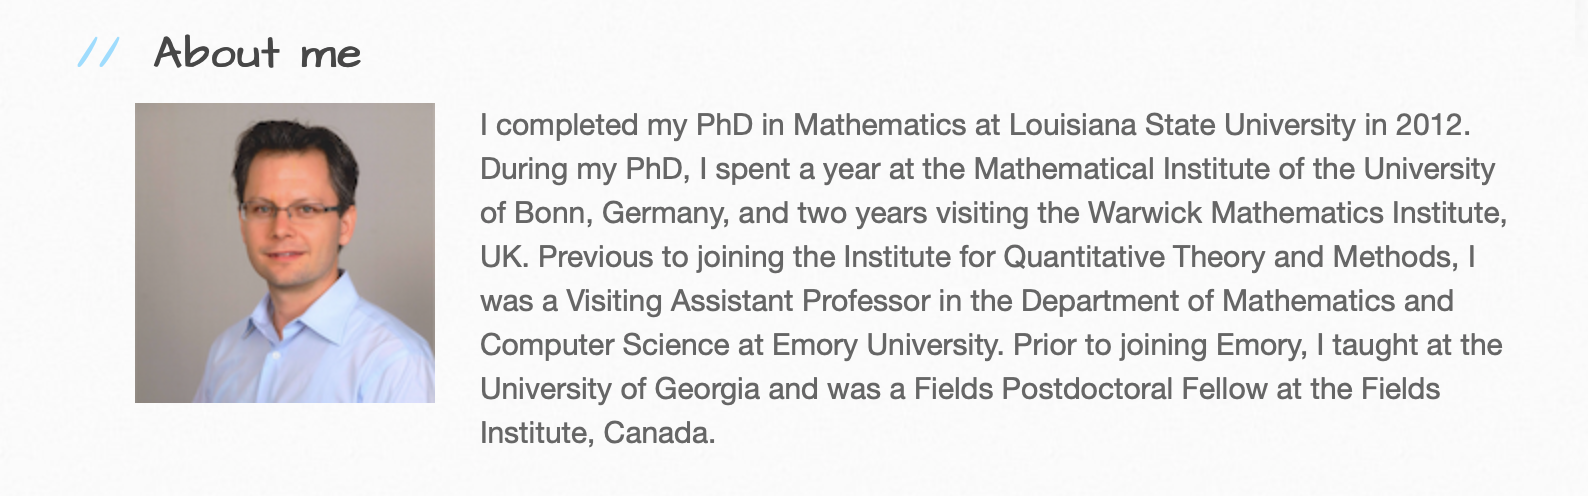 // About me
I completed my PhD in Mathematics at Louisiana State University in 2012.
During my PhD, I spent a year at the Mathematical Institute of the University
of Bonn, Germany, and two years visiting the Warwick Mathematics Institute,
UK. Previous to joining the Institute for Quantitative Theory and Methods, I
was a Visiting Assistant Professor in the Department of Mathematics and
Computer Science at Emory University. Prior to joining Emory, I taught at the
University of Georgia and was a Fields Postdoctoral Fellow at the Fields
Institute, Canada.